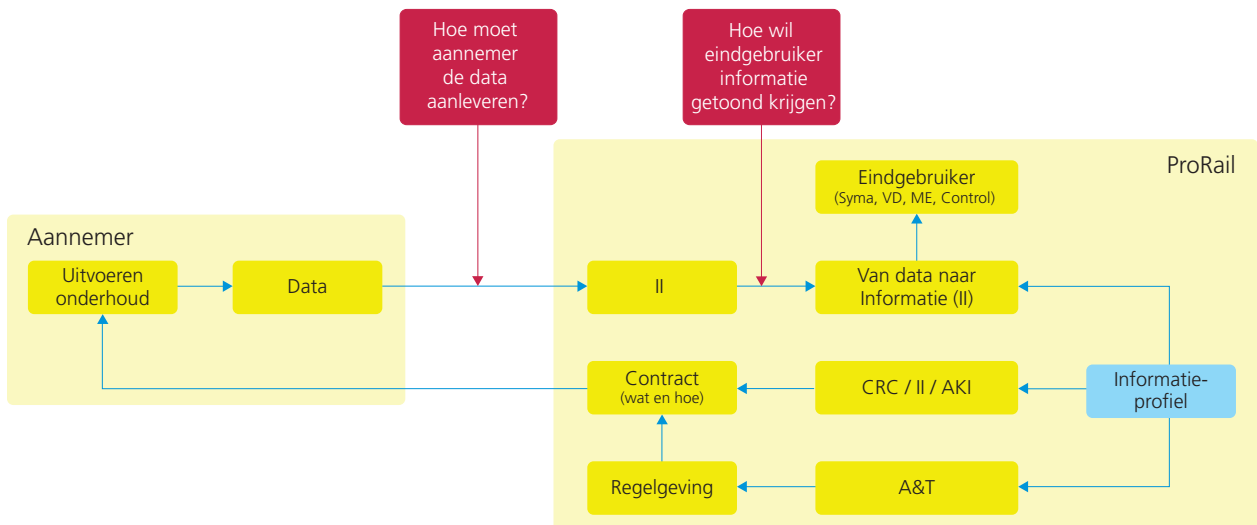 Hoe moet
aannemer
de data
aanleveren?
Hoe wil
eindgebruiker
informatie
getoond krijgen?
ProRail
Eindgebruiker
(Syma, VD, ME, Control)
Aannemer
Uitvoeren
onderhoud
Data
II
Van data naar
Informatie (II)
Contract
(wat en hoe)
CRC / II / AKI
Informatie-
profiel
Regelgeving
A&T